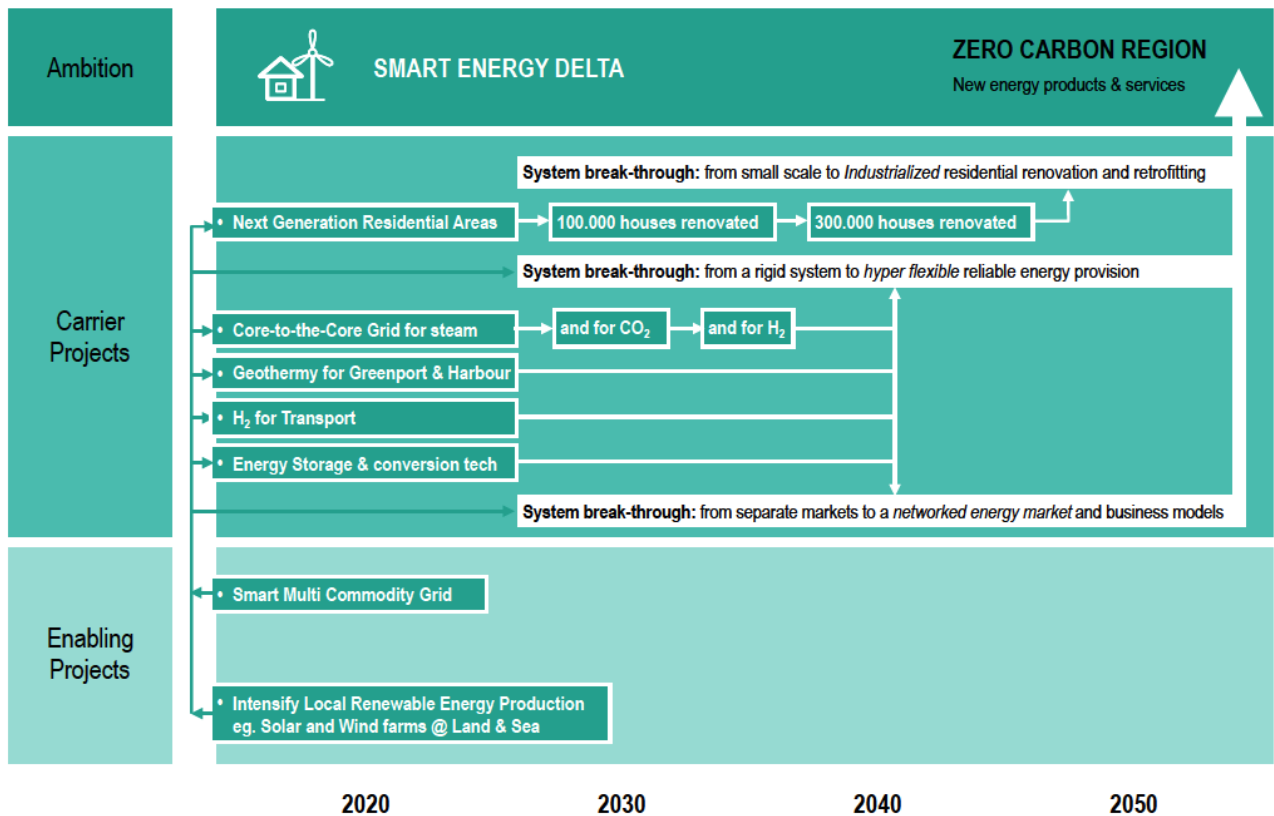 Ambition
SMART ENERGY DELTA
ZERO CARBON REGION
New energy products & services
Carrier
Projects
System break-through: from small scale to Industrialized residential renovation and retrofitting
• Next Generation Residential Areas
100.000 houses renovated
300.000 houses renovated
System break-through: from a rigid system to hyper flexible reliable energy provision
• Core-to-the-Core Grid for steam
and for CO₂
and for H₂
• Geothermy for Greenport & Harbour
• H₂ for Transport
• Energy Storage & conversion tech
System break-through: from separate markets to a networked energy market and business models
Enabling
Projects
• Smart Multi Commodity Grid
• Intensify Local Renewable Energy Production
eg. Solar and Wind farms @ Land & Sea
2020
2030
2040
2050